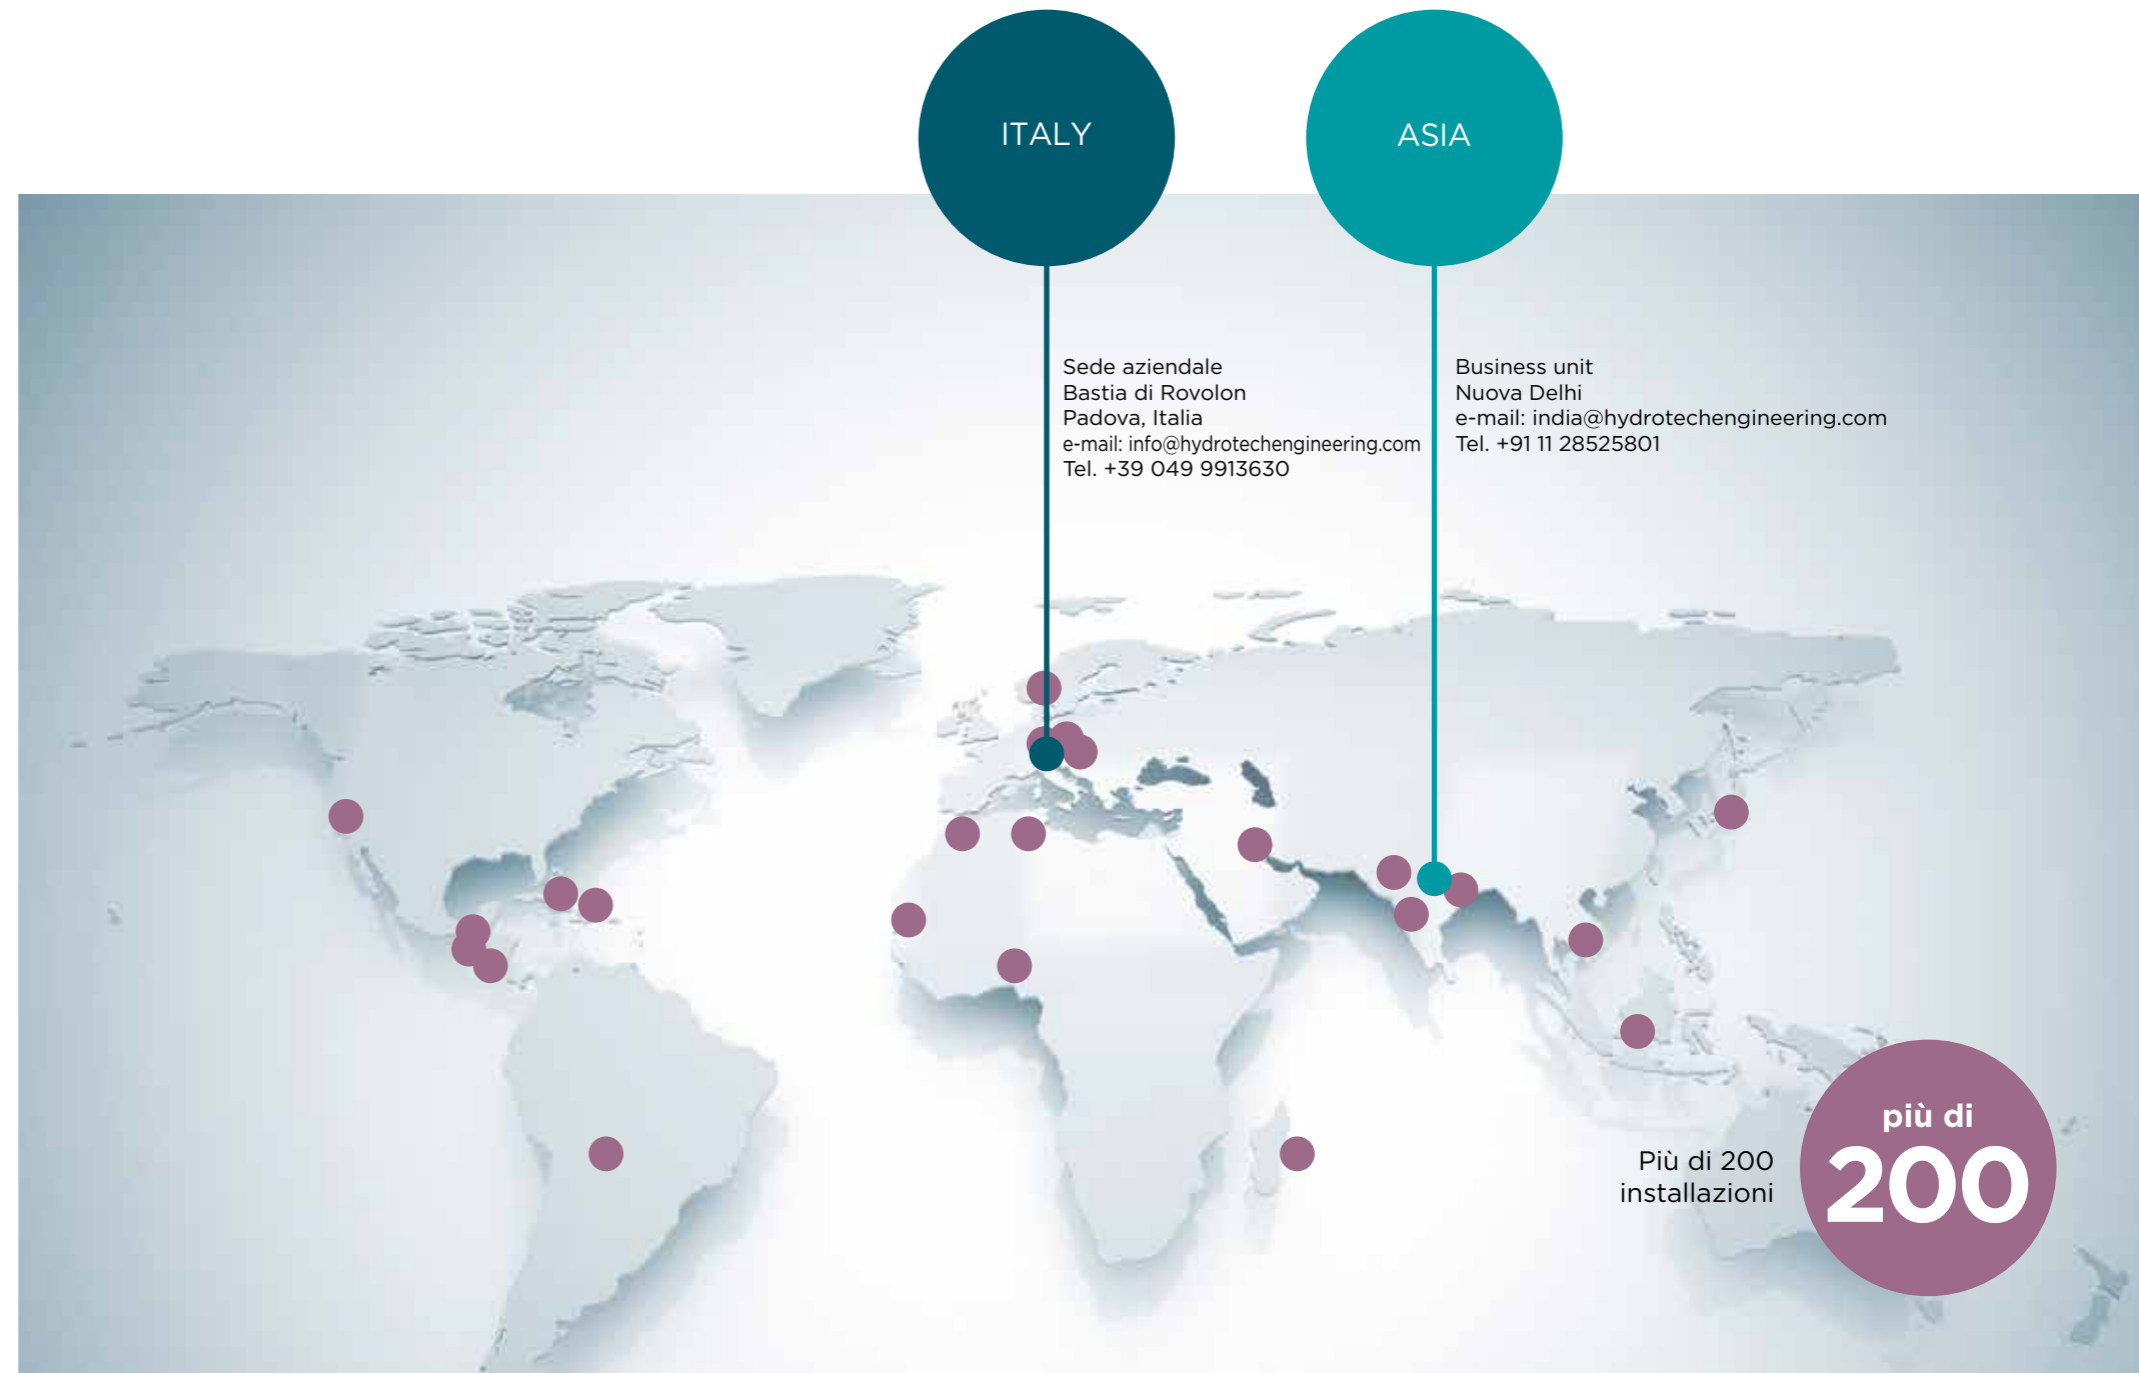 ITALY
ASIA
Sede aziendale
Bastia di Rovolon
Padova, Italia
e-mail: info@hydrotechengineering.com
Tel. +39 049 9913630
Business unit
Nuova Delhi
e-mail: india@hydrotechengineering.com
Tel. +91 11 28525801
Più di 200
installazioni
più di
200